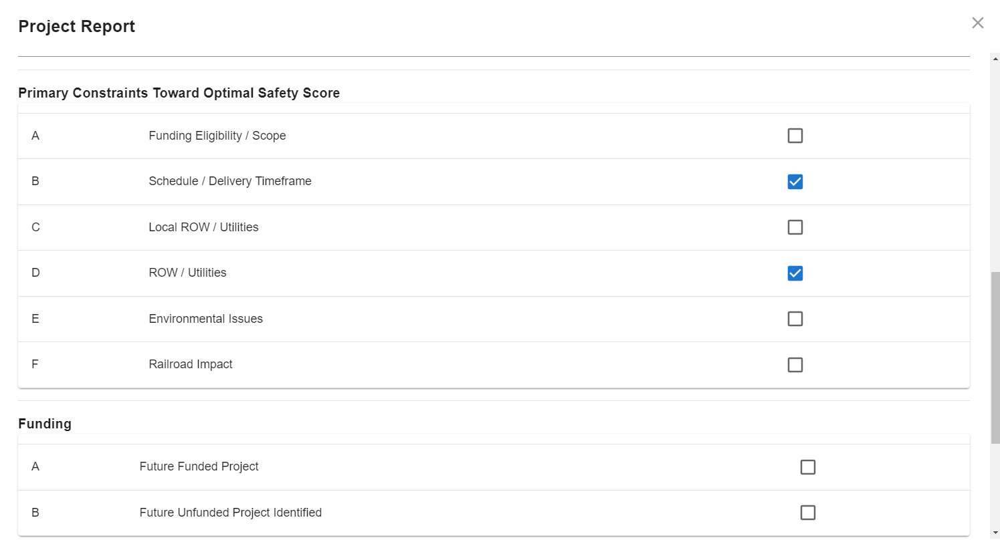 Project Report
Primary Constraints Toward Optimal Safety Score
A Funding Eligibility / Scope
B Schedule / Delivery Timeframe
C Local ROW / Utilities
D ROW / Utilities
E Environmental Issues
F Railroad Impact
Funding
A Future Funded Project
B Future Unfunded Project Identified